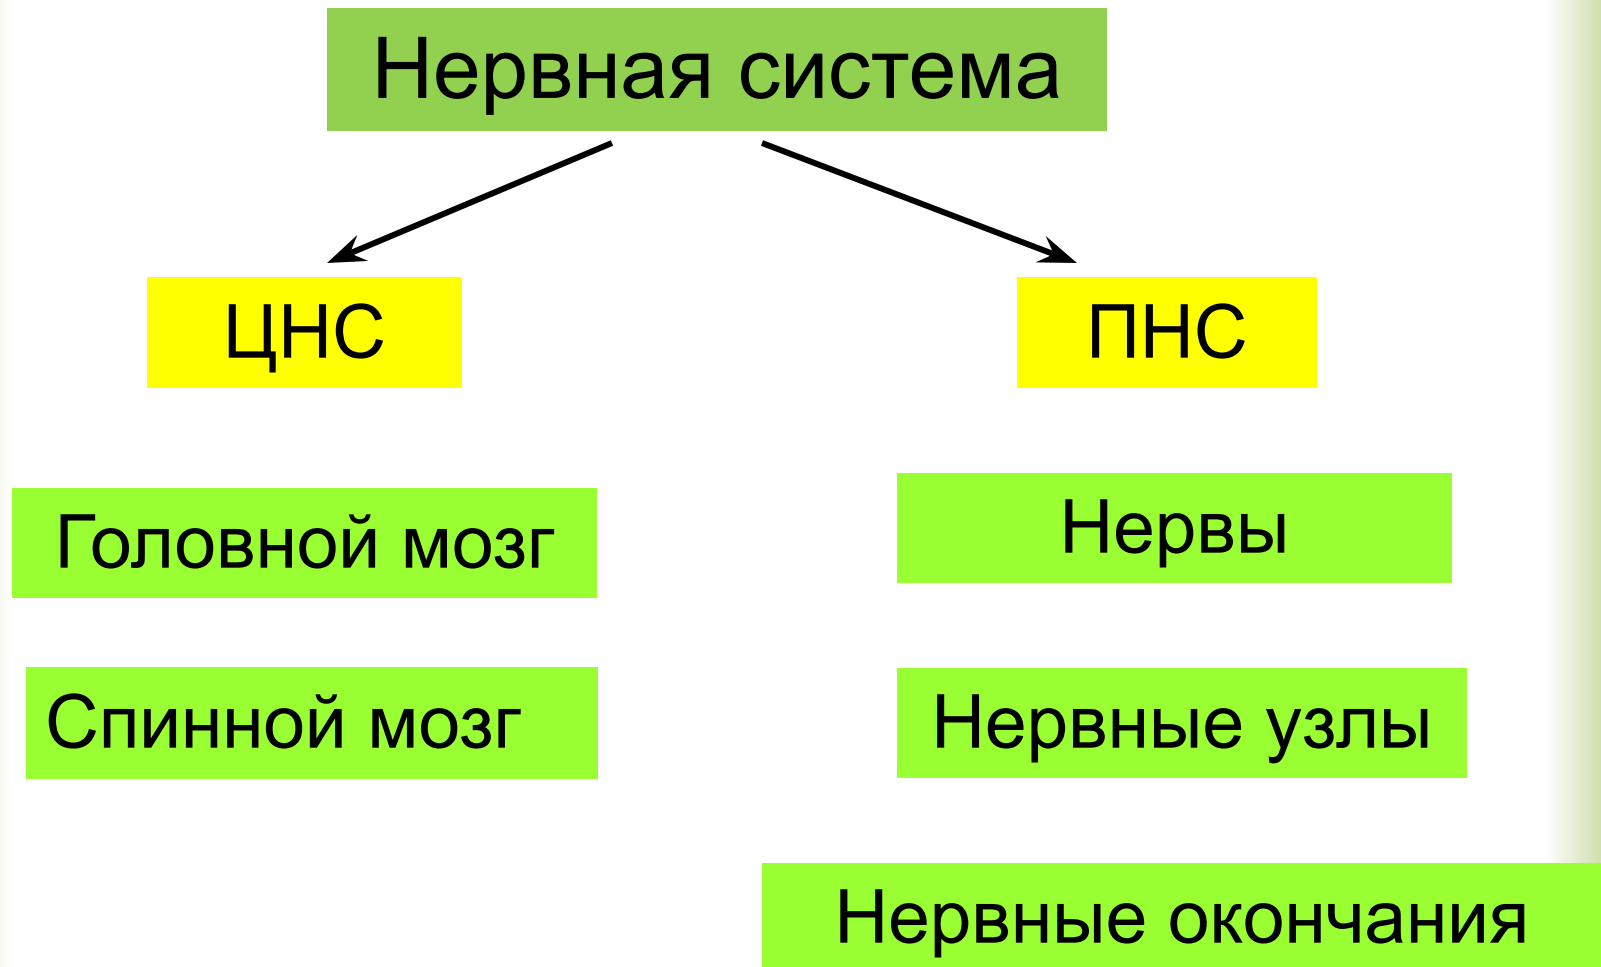 Нервная система
ЦНС
ПНС
Головной мозг
Нервы
Спинной мозг
Нервные узлы
Нервные окончания